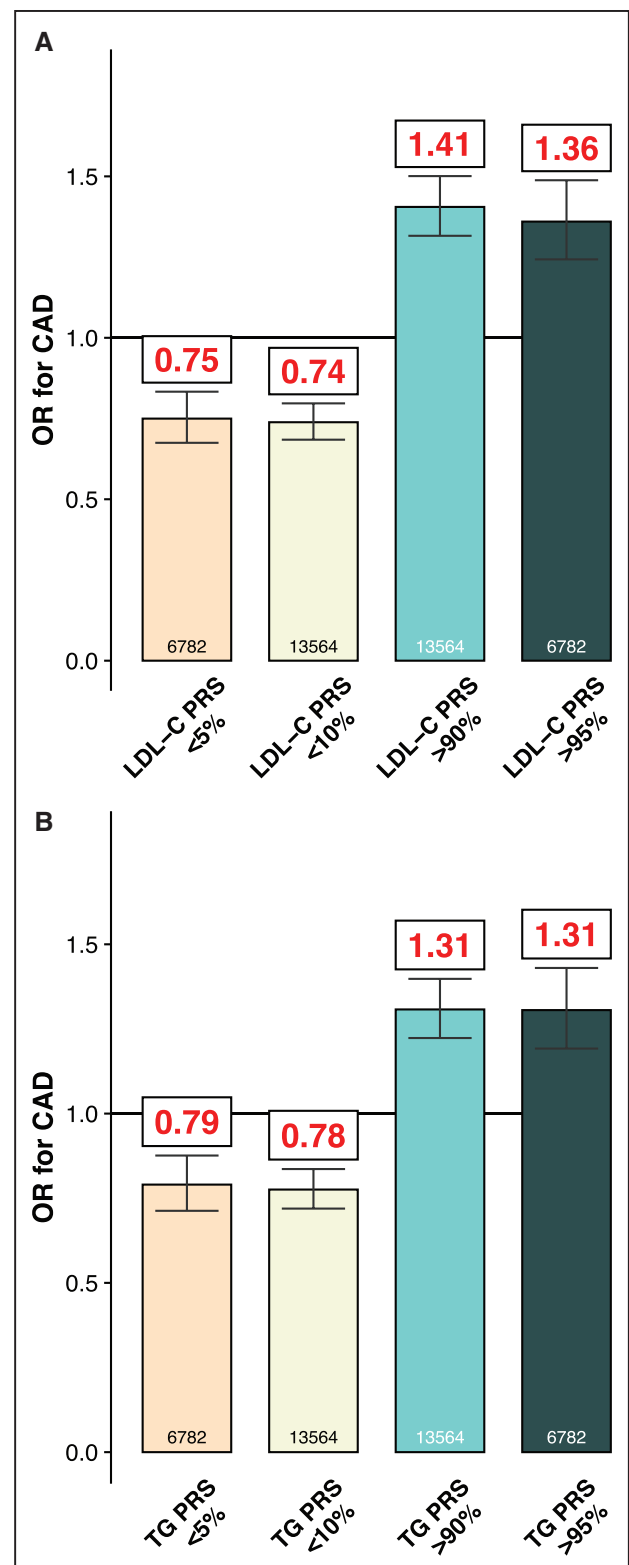 A
OR for CAD
1.5
1.0
0.5
0.0
0.75
0.74
1.41
1.36
6782
13564
13564
6782
LDL−C PRS
<5%
LDL−C PRS
<10%
LDL−C PRS
>90%
LDL−C PRS
>95%
B
OR for CAD
1.5
1.0
0.5
0.0
0.79
0.78
1.31
1.31
6782
13564
13564
6782
TG PRS
<5%
TG PRS
<10%
TG PRS
>90%
TG PRS
>95%